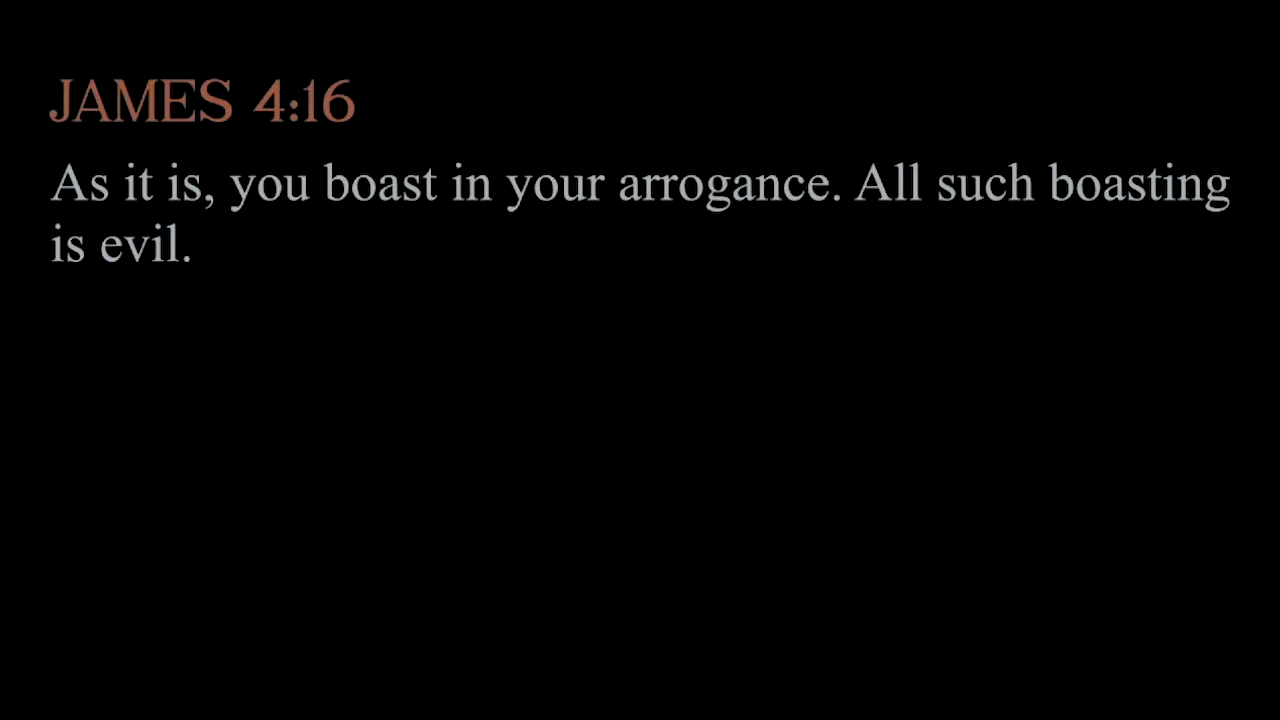 JAMES 4:16
As it is, you boast in your arrogance. All such boasting
is evil.